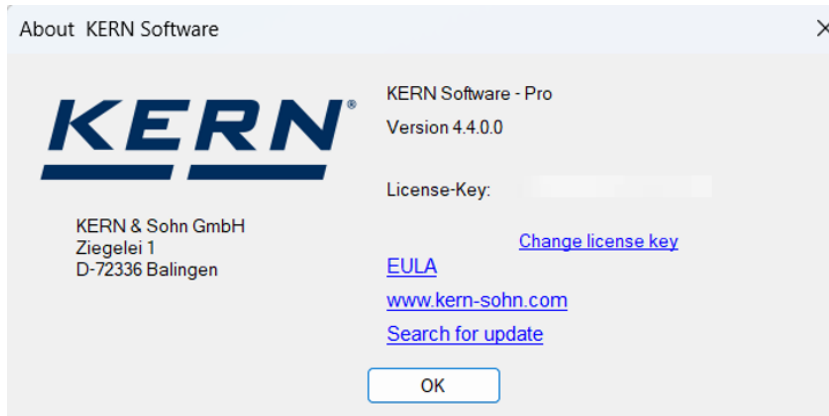 About KERN Software
KERN®
KERN & Sohn GmbH
Ziegelei 1
D-72336 Balingen
KERN Software - Pro
Version 4.4.0.0
License-Key:
Change license key
EULA
www.kern-sohn.com
Search for update
OK